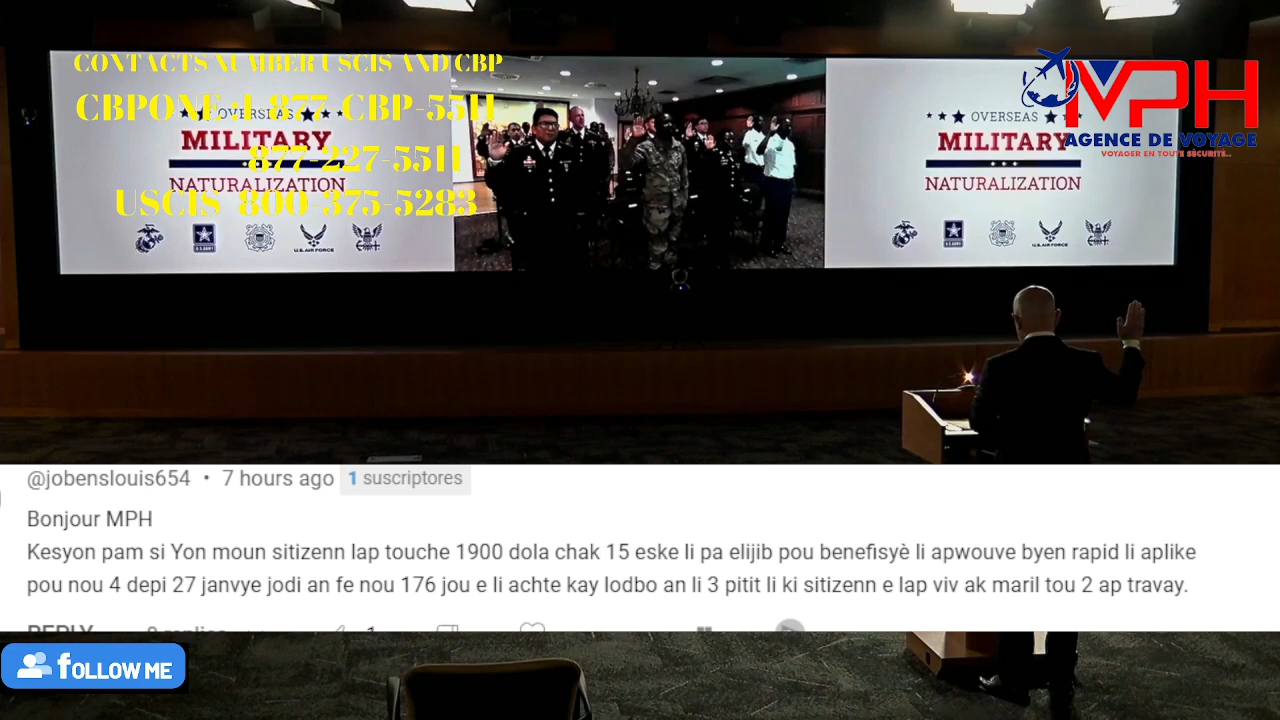 CONTACTS NUMBER USCIS AND CBP
CBPONE :1-877-CBP-5511
877-227-5511
USCIS 800-375-5283
OVERSEAS
MILITARY
NATURALIZATION
U.S. AIR FORCE
OVERSEAS
MILITARY
NATURALIZATION
U.S. AIR FORCE
MPH
AGENCE DE VOYAGE
VOYAGER EN TOUTE SÉCURITÉ..
@jobenslouis654 • 7 hours ago 1 suscriptores
Bonjour MPH
Kesyon pam si Yon moun sitizenn lap touche 1900 dola chak 15 eske li pa elijib pou benefisyè li apwouve byen rapid li aplike
pou nou 4 depi 27 janvye jodi an fe nou 176 jou e li achte kay lodbo an li 3 pitit li ki sitizenn e lap viv ak maril tou 2 ap travay.
FOLLOW ME